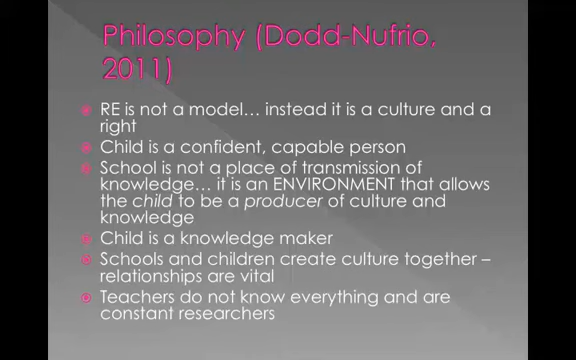 Philosophy (Dodd-Nufrio,
2011)
RE is not a model... instead it is a culture and a
right
Child is a confident, capable person
School is not a place of transmission of
knowledge... it is an ENVIRONMENT that allows
the child to be a producer of culture and
knowledge
Child is a knowledge maker
Schools and children create culture together –
relationships are vital
Teachers do not know everything and are
constant researchers